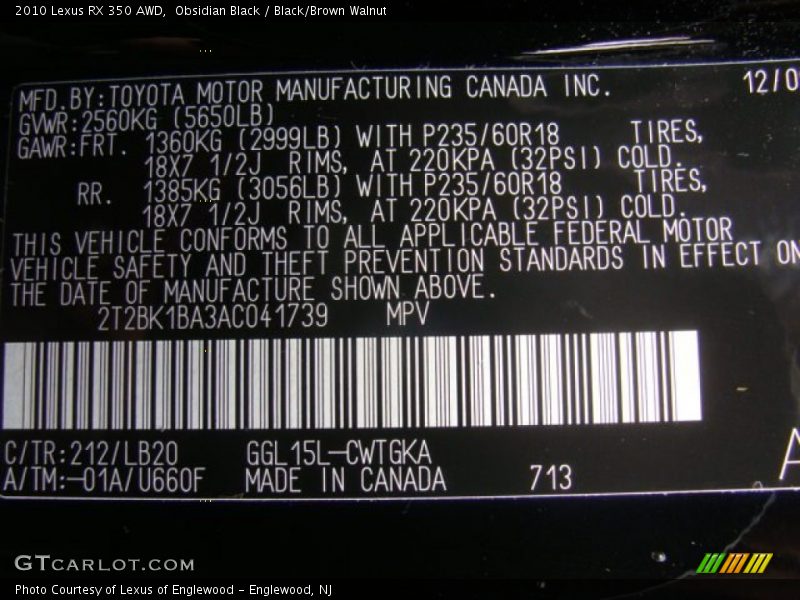 2010 Lexus RX 350 AWD,  Obsidian Black / Black/Brown Walnut
MFD.BY:TOYOTA MOTOR MANUFACTURING CANADA INC. 12/0
GVWR:2560KG (5650LB)
GAWR:FRT. 1360KG (2999LB) WITH P235/60R18 TIRES,
18X7 1/2J RIMS, AT 220KPA (32PSI) COLD.
RR. 1385KG (3056LB) WITH P235/60R18 TIRES,
18X7 1/2J RIMS, AT 220KPA (32PSI) COLD.
THIS VEHICLE CONFORMS TO ALL APPLICABLE FEDERAL MOTOR
VEHICLE SAFETY AND THEFT PREVENTION STANDARDS IN EFFECT ON
THE DATE OF MANUFACTURE SHOWN ABOVE.
2T2BK1BA3AC041739 MPV
C/TR:212/LB20 GGL15L-CWTGKA
A/TM:-01A/U660F MADE IN CANADA 713 A
GTCARLOT.COM
Photo Courtesy of Lexus of Englewood - Englewood, NJ